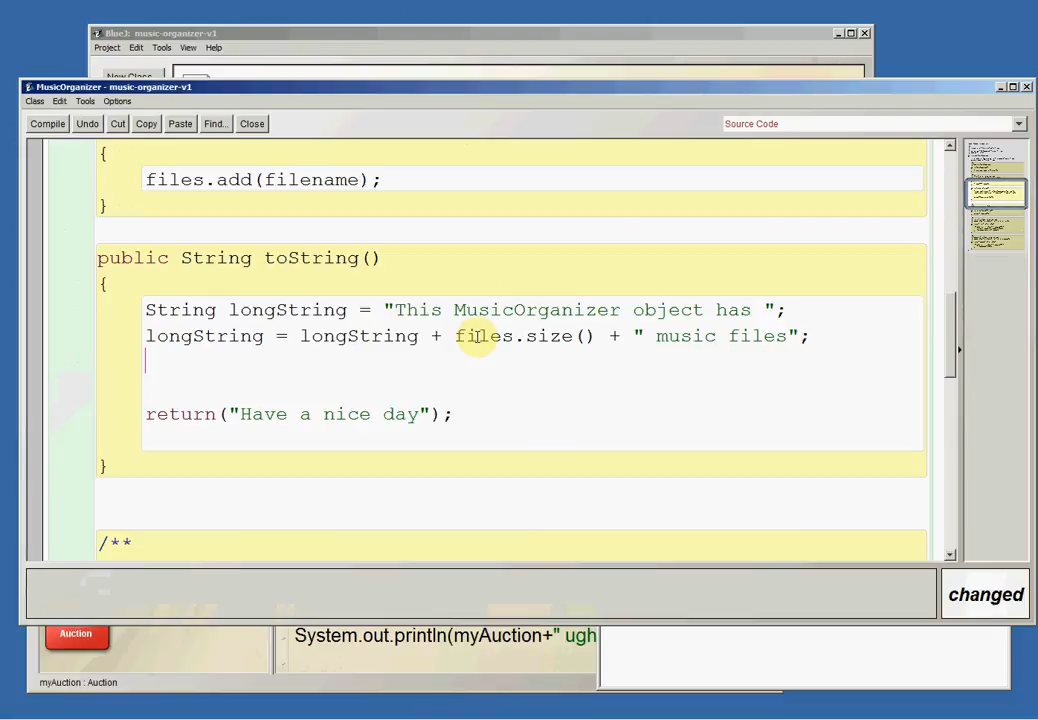 BlueJ: music-organizer-v1
Project Edit Tools View Help
New Class...
MusicOrganizer - music-organizer-v1
Class Edit Tools Options
Compile Undo Cut Copy Paste Find... Close Source Code
{
files.add(filename);
}
public String toString()
{
String longString = "This MusicOrganizer object has ";
longString = longString + files.size() + " music files";
return("Have a nice day");
}
/**
changed
Auction
System.out.println(myAuction+" ugh
myAuction : Auction